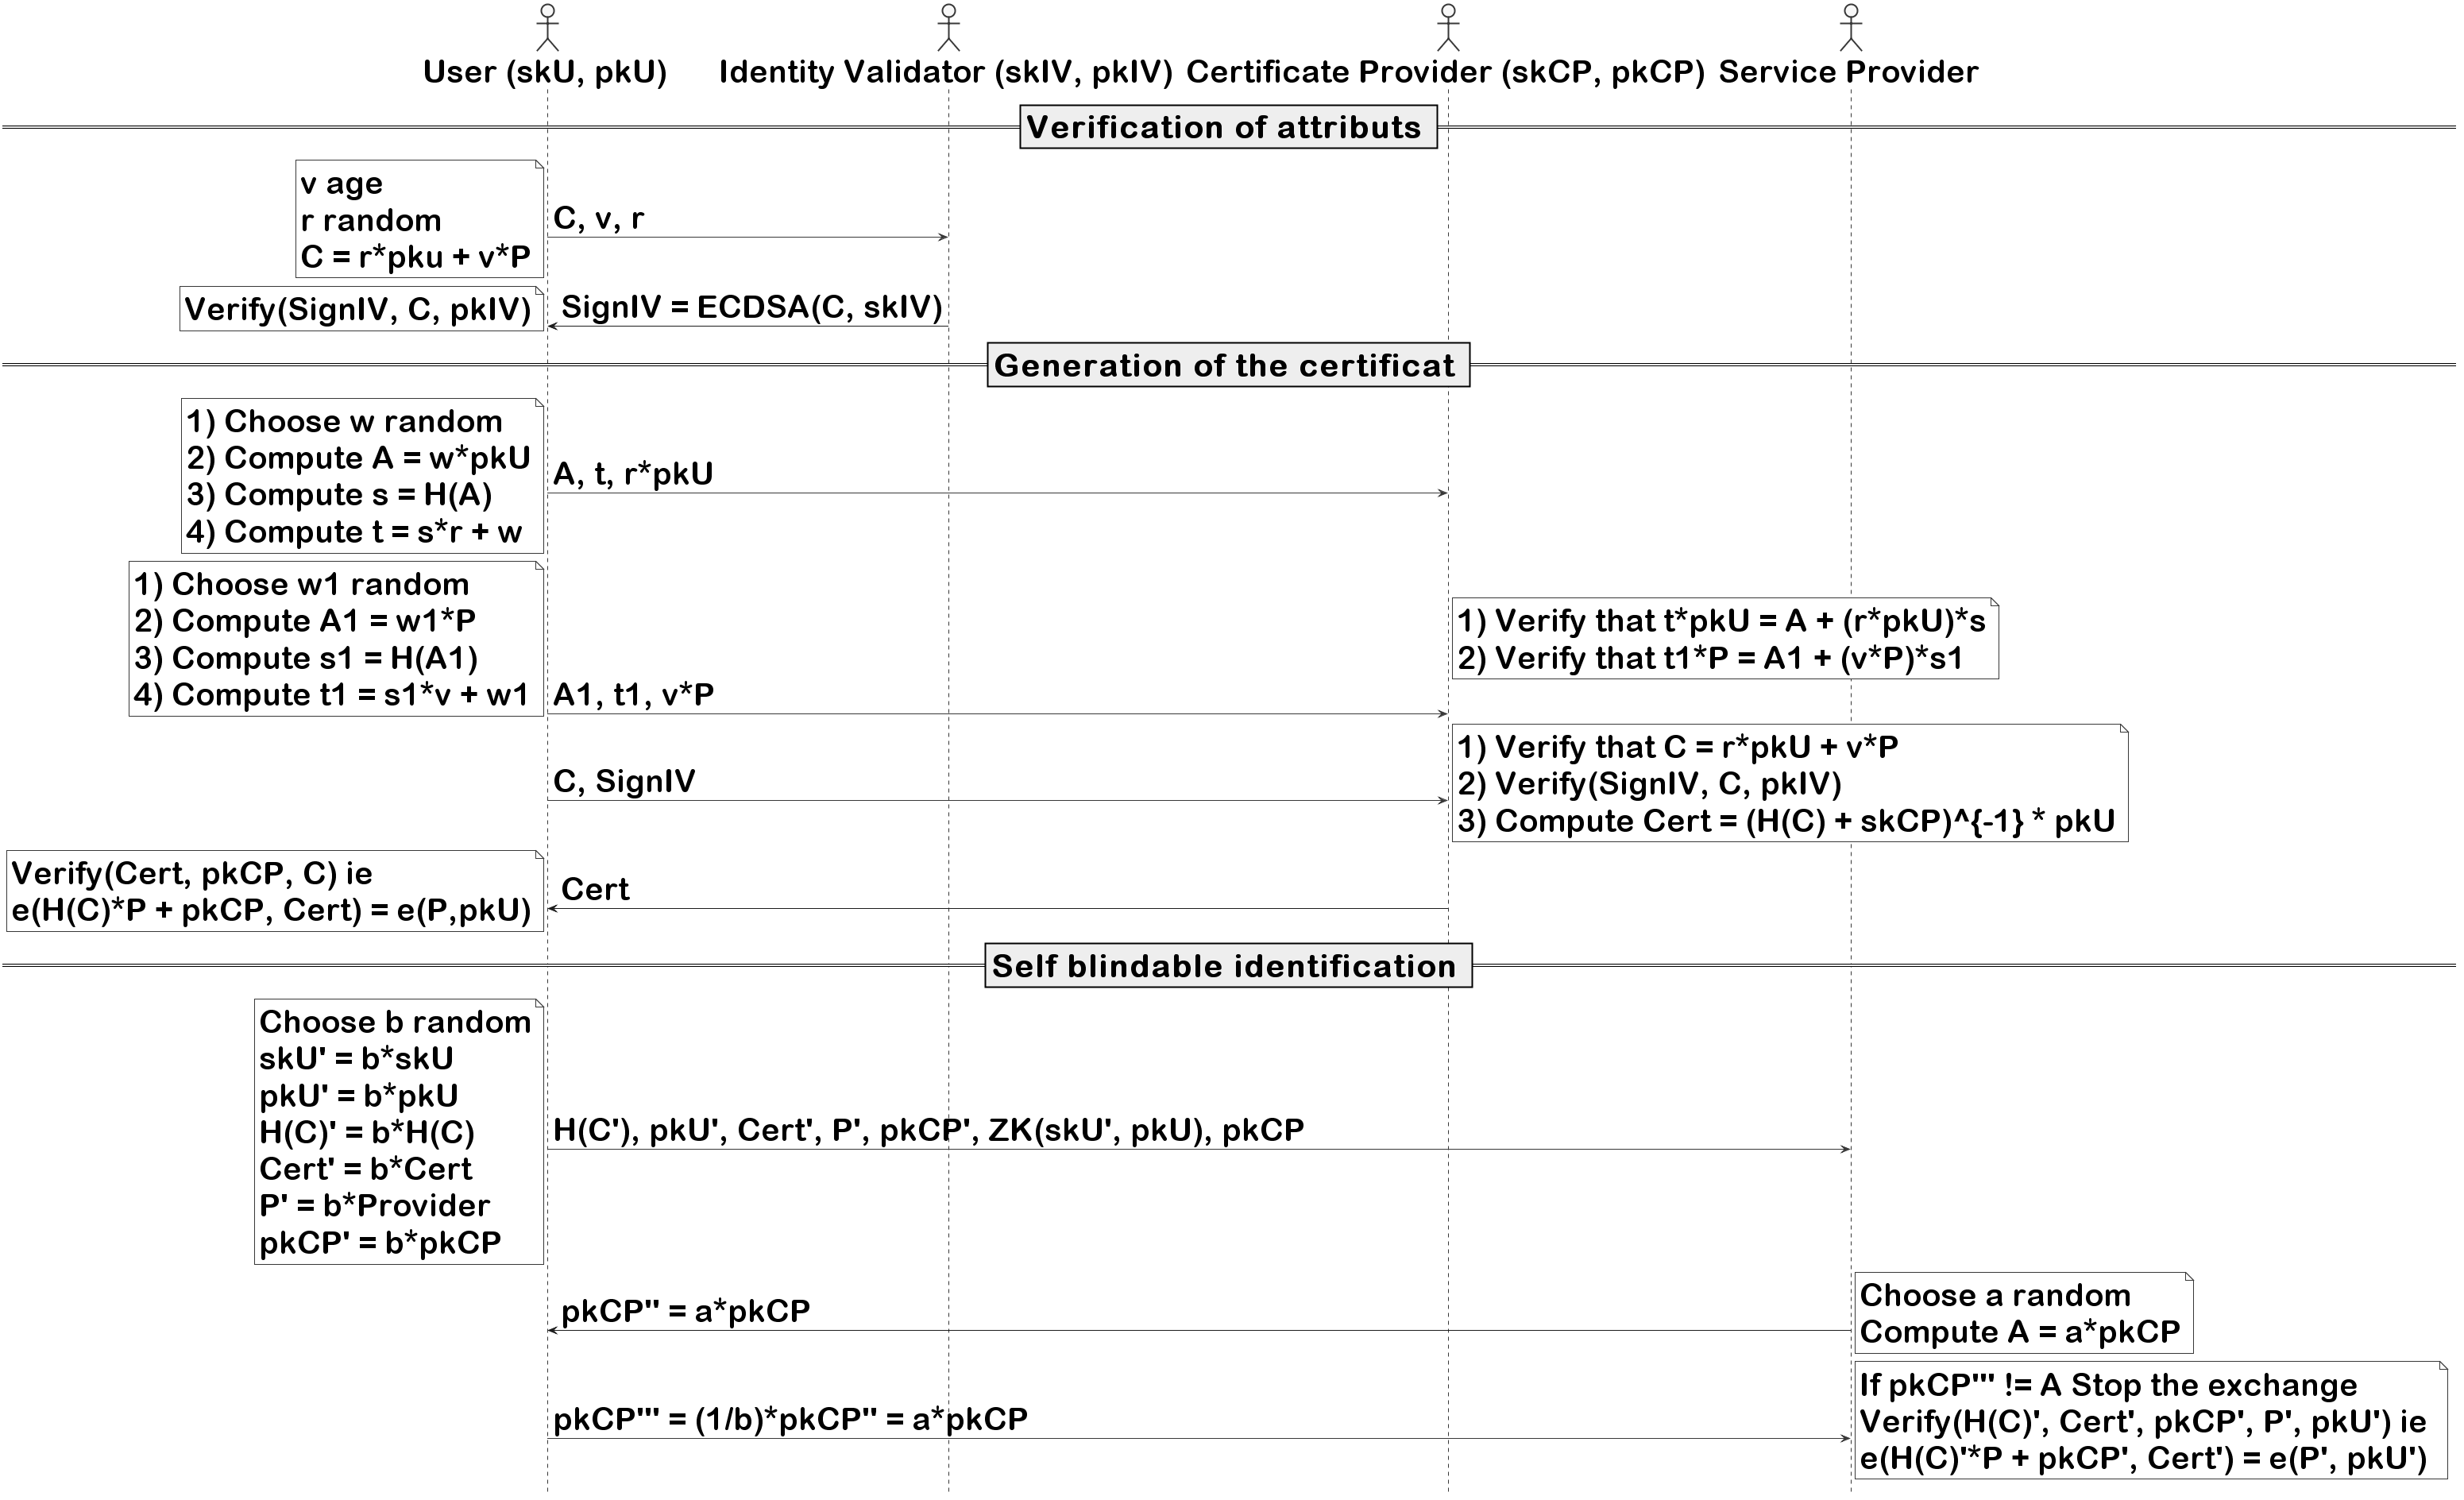 User (skU, pkU)
Identity Validator (skIV, pkIV)
Certificate Provider (skCP, pkCP)
Service Provider
Verification of attributs
v age
r random
C = r*pku + v*P
C, v, r
Verify(SignIV, C, pkIV)
SignIV = ECDSA(C, skIV)
Generation of the certificat
1) Choose w random
2) Compute A = w*pkU
3) Compute s = H(A)
4) Compute t = s*r + w
A, t, r*pkU
1) Choose w1 random
2) Compute A1 = w1*P
3) Compute s1 = H(A1)
4) Compute t1 = s1*v + w1
A1, t1, v*P
1) Verify that t*pkU = A + (r*pkU)*s
2) Verify that t1*P = A1 + (v*P)*s1
C, SignIV
1) Verify that C = r*pkU + v*P
2) Verify(SignIV, C, pkIV)
3) Compute Cert = (H(C) + skCP)^{-1} * pkU
Verify(Cert, pkCP, C) ie
e(H(C)*P + pkCP, Cert) = e(P,pkU)
Cert
Self blindable identification
Choose b random
skU' = b*skU
pkU' = b*pkU
H(C)' = b*H(C)
Cert' = b*Cert
P' = b*Provider
pkCP' = b*pkCP
H(C'), pkU', Cert', P', pkCP', ZK(skU', pkU), pkCP
pkCP'' = a*pkCP
Choose a random
Compute A = a*pkCP
pkCP''' = (1/b)*pkCP'' = a*pkCP
If pkCP''' != A Stop the exchange
Verify(H(C)', Cert', pkCP', P', pkU') ie
e(H(C)'*P + pkCP', Cert') = e(P', pkU')